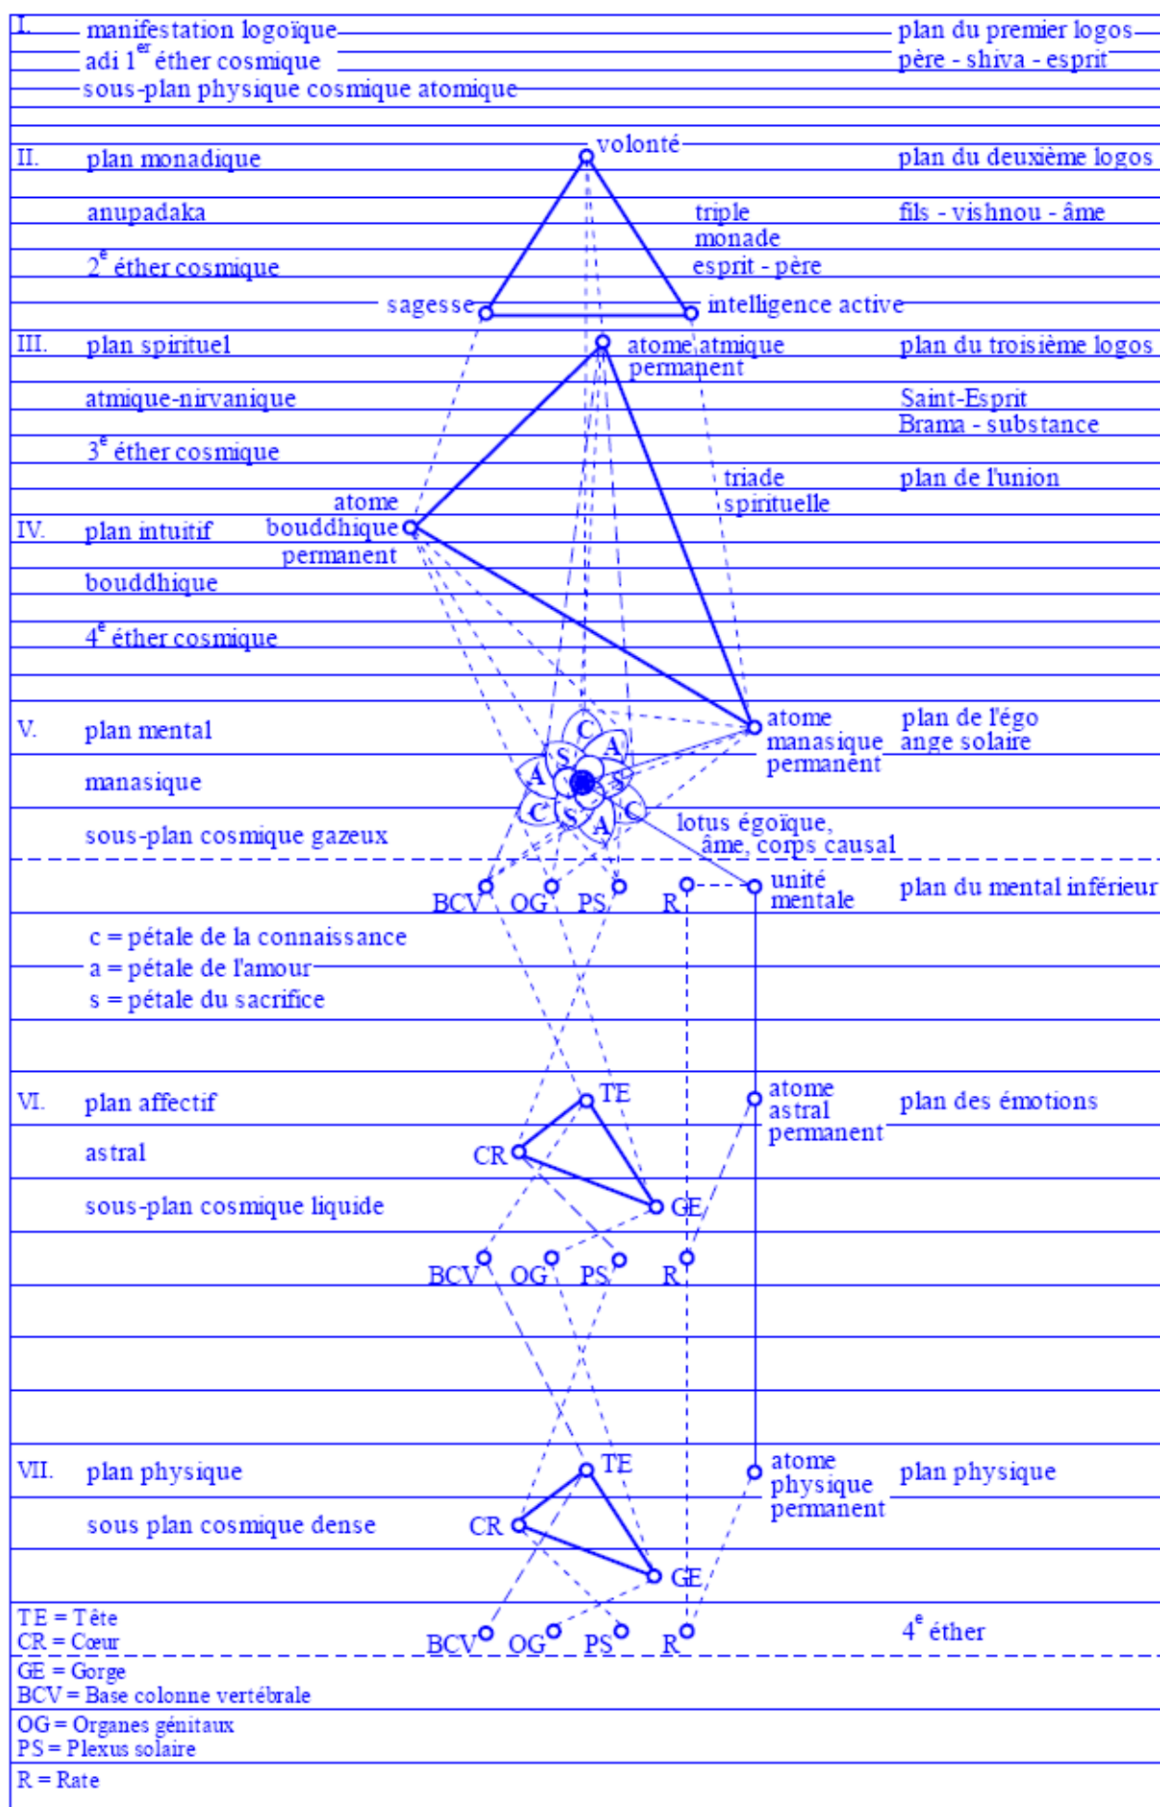 I. manifestation logoïque plan du premier logos
adi 1er éther cosmique père - shiva - esprit
sous-plan physique cosmique atomique
volonté
II. plan monadique plan du deuxième logos
anupadaka triple fils - vishnou - âme
monade
2e éther cosmique esprit - père
sagesse intelligence active
III. plan spirituel atome atmique plan du troisième logos
permanent
atmique-nirvanique Saint-Esprit
Brama - substance
3e éther cosmique
triade plan de l'union
atome spirituelle
IV. plan intuitif bouddhique
permanent
bouddhique
4e éther cosmique
V. plan mental C atome plan de l'égo
A manasique ange solaire
S permanent
manasique A S
C S A C
lotus égoïque,
sous-plan cosmique gazeux âme, corps causal
unité plan du mental inférieur
BCV OG PS R mentale
c = pétale de la connaissance
a = pétale de l'amour
s = pétale du sacrifice
VI. plan affectif TE atome plan des émotions
astral
permanent
astral CR
sous-plan cosmique liquide GE
BCV OG PS R
VII. plan physique TE atome plan physique
physique
permanent
sous plan cosmique dense CR
GE
TE = Tête
CR = Cœur BCV OG PS R 4e éther
GE = Gorge
BCV = Base colonne vertébrale
OG = Organes génitaux
PS = Plexus solaire
R = Rate